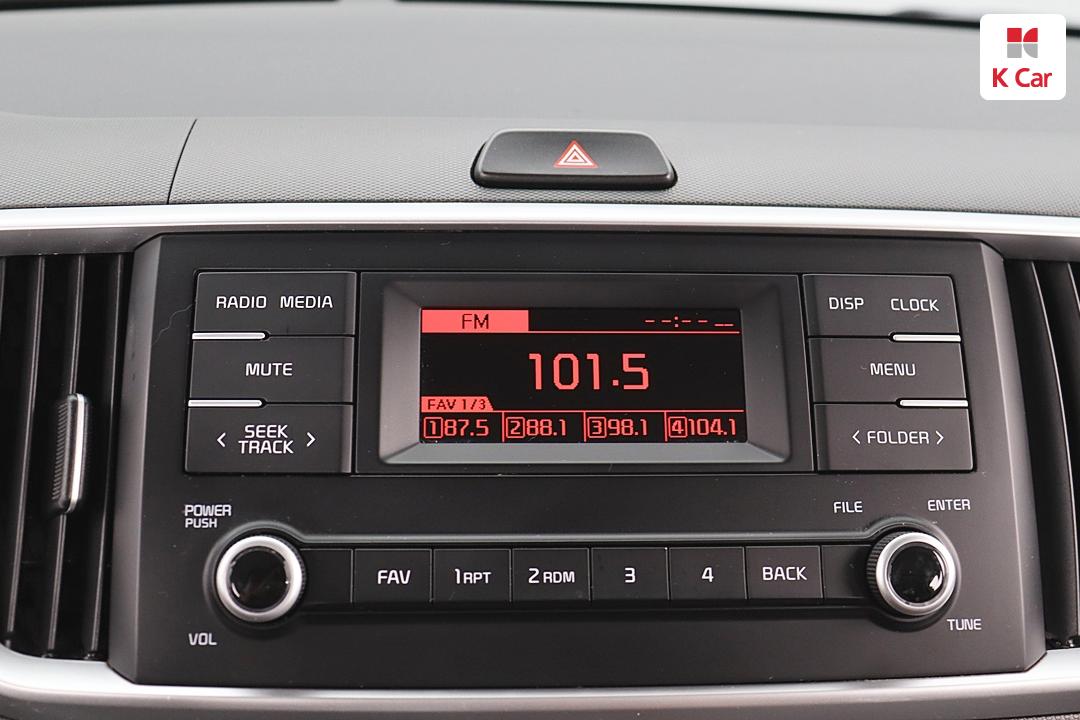 K Car
RADIO MEDIA
MUTE
< SEEK TRACK >
FM --:-- __
101.5
FAV 1/3
1 87.5 2 88.1 3 98.1 4 104.1
DISP CLOCK
MENU
< FOLDER >
POWER
PUSH
FILE ENTER
FAV 1 RPT 2 RDM 3 4 BACK
VOL
TUNE